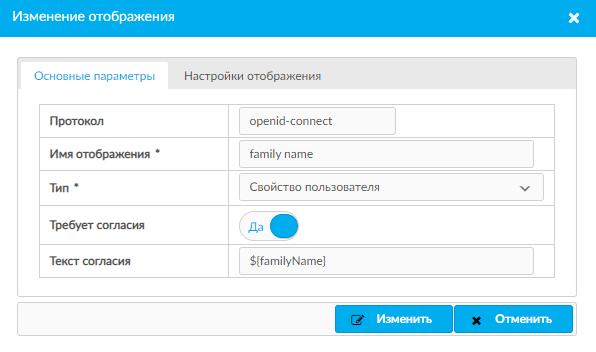 Изменение отображения
Основные параметры Настройки отображения
Протокол openid-connect
Имя отображения * family name
Тип * Свойство пользователя
Требует согласия Да
Текст согласия ${familyName}
Изменить Отменить